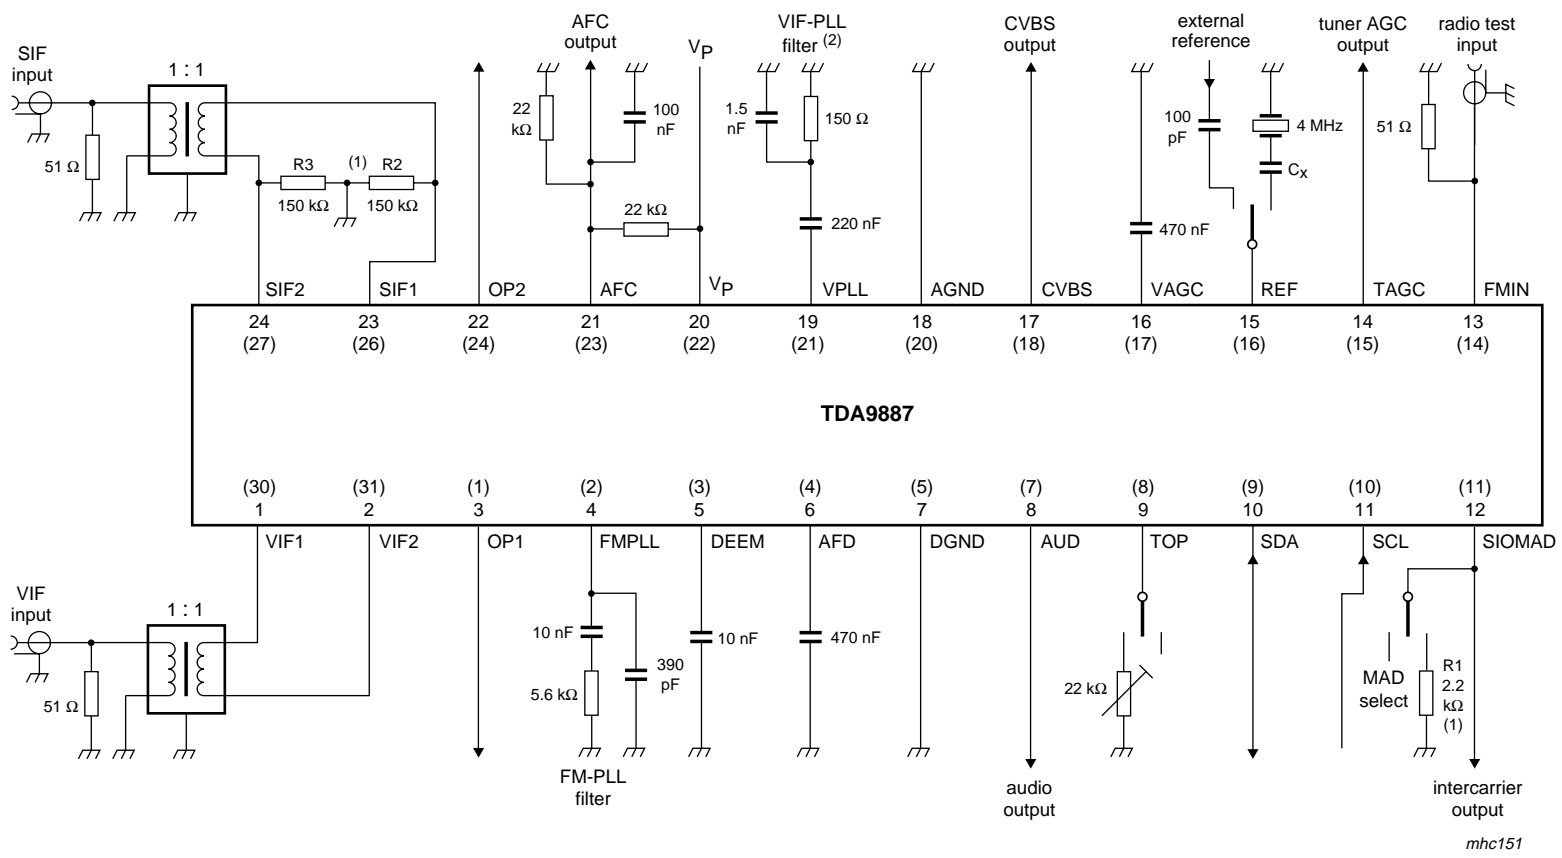 SIF
input
1 : 1
51 Ω
R3
150 kΩ
(1)
R2
150 kΩ
AFC
output
22
kΩ
100
nF
VP
22 kΩ
VIF-PLL
filter (2)
1.5
nF
150 Ω
220 nF
CVBS
output
470 nF
external
reference
100
pF
4 MHz
Cx
tuner AGC
output
radio test
input
51 Ω
SIF2 SIF1 OP2 AFC VP VPLL AGND CVBS VAGC REF TAGC FMIN
24 23 22 21 20 19 18 17 16 15 14 13
(27) (26) (24) (23) (22) (21) (20) (18) (17) (16) (15) (14)
TDA9887
(30) (31) (1) (2) (3) (4) (5) (7) (8) (9) (10) (11)
1 2 3 4 5 6 7 8 9 10 11 12
VIF1 VIF2 OP1 FMPLL DEEM AFD DGND AUD TOP SDA SCL SIOMAD
VIF
input
1 : 1
51 Ω
10 nF
5.6 kΩ
390
pF
FM-PLL
filter
10 nF
470 nF
audio
output
22 kΩ
MAD
select
R1
2.2
kΩ
(1)
intercarrier
output
mhc151